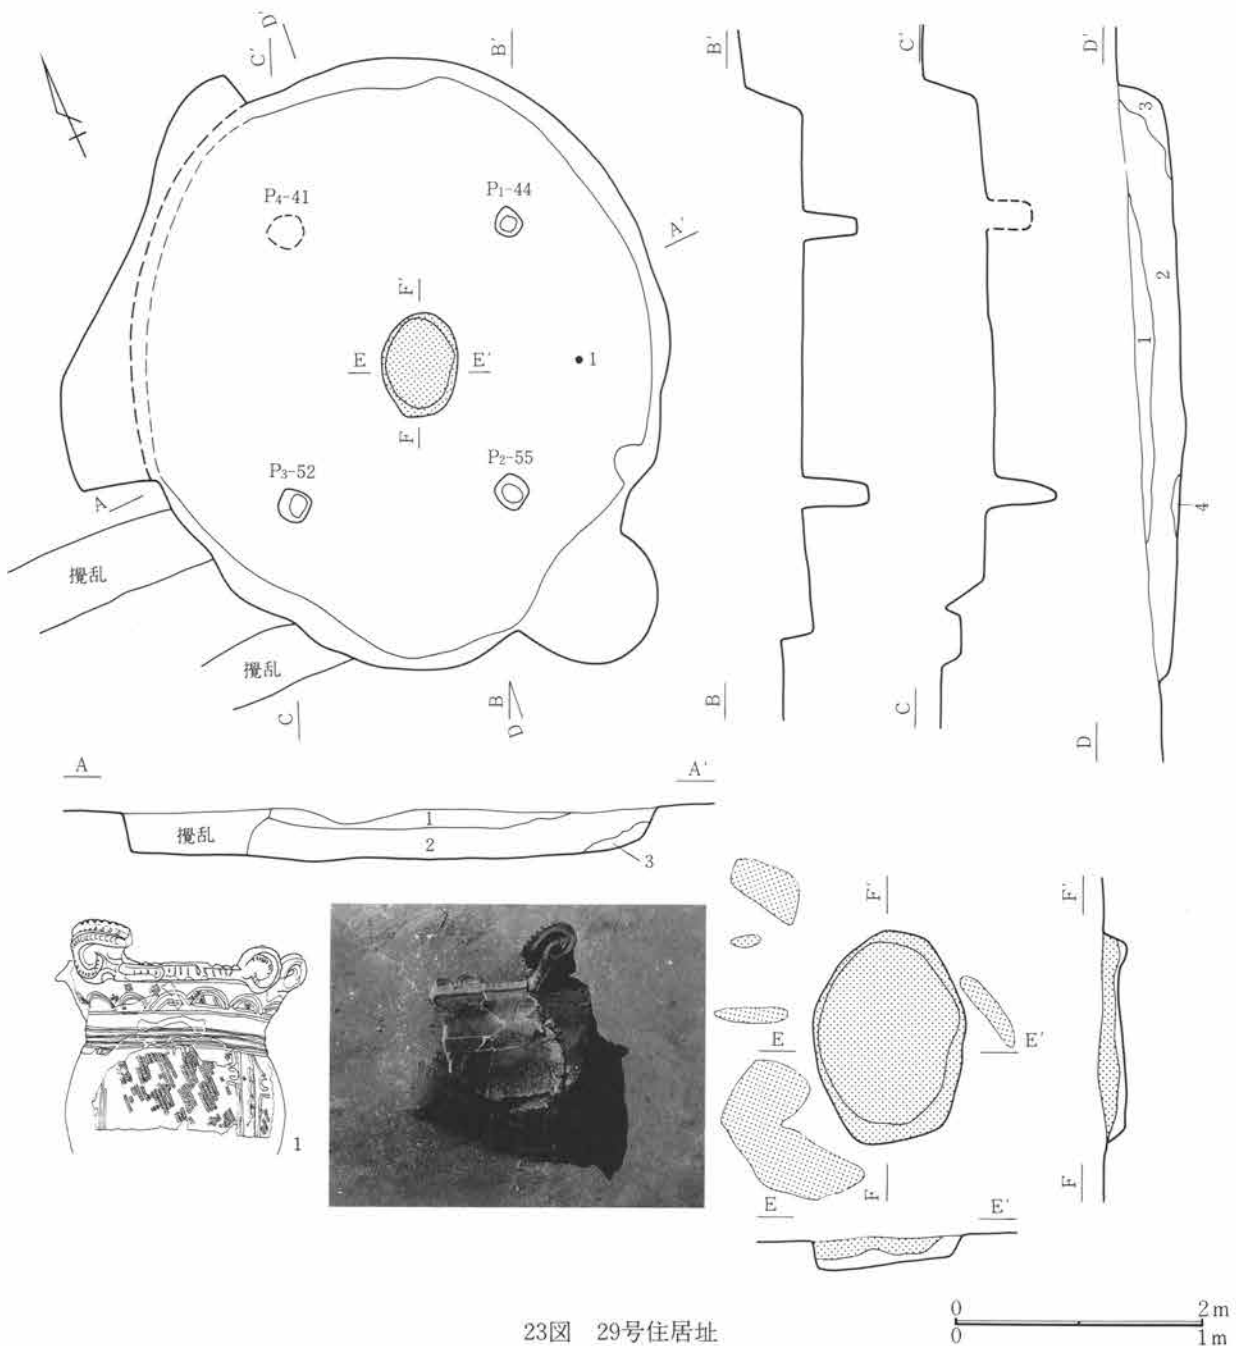 D' C' B' B' C' D'
P₄-41 P₁-44
A'
3
F'
2
1
E E' 1
F
P₃-52 P₂-55
A
4
攪乱
攪乱
C B D B C D
A A'
攪乱 1 2 3
F' F'
E E'
1
F F
E E'
23図 29号住居址
0 2m
0 1m